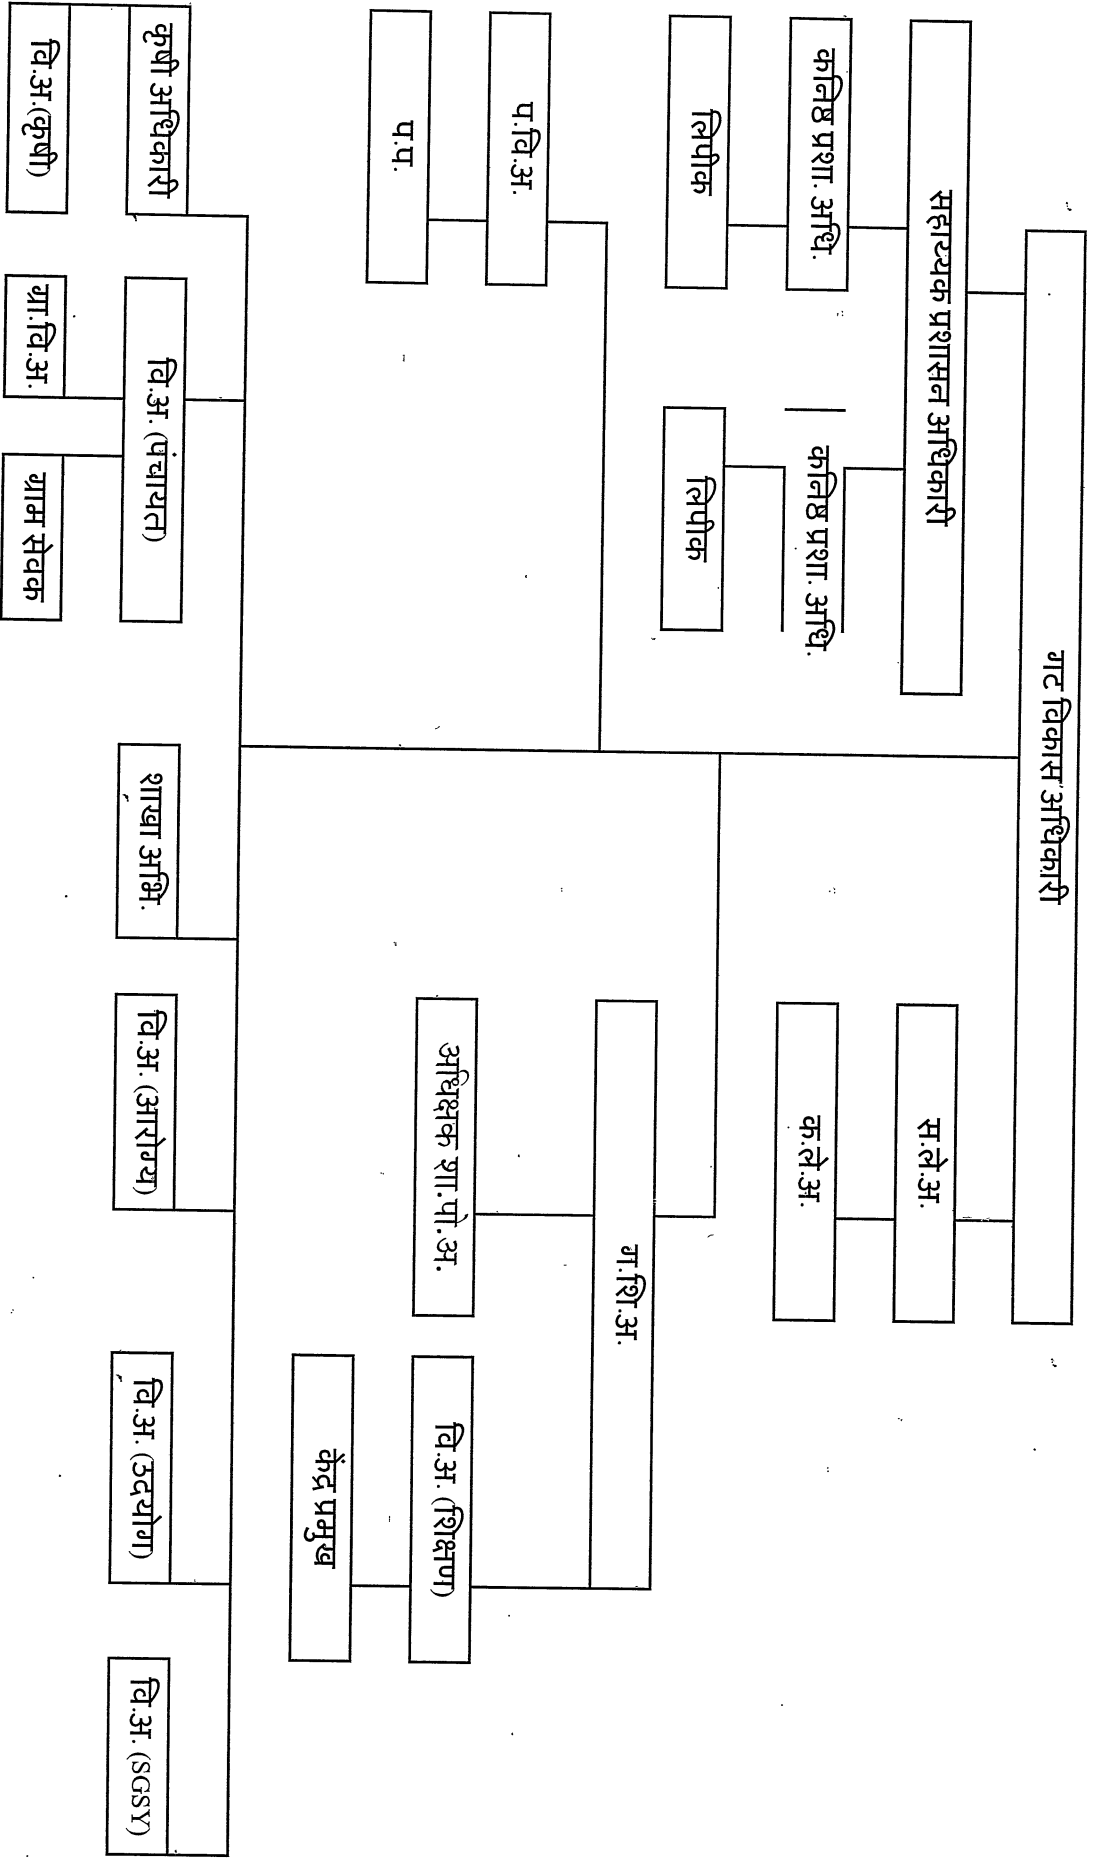 गट विकास अधिकारी
सहाय्यक प्रशासन अधिकारी
स.ले.अ.
कनिष्ठ प्रशा. अधि.
कनिष्ठ प्रशा. अधि.
क.ले.अ.
लिपीक
लिपीक
ग.शि.अ.
प.वि.अ.
अधिक्षक शा.पो.अ.
वि.अ. (शिक्षण)
प.प.
केंद्र प्रमुख
कृषी अधिकारी
वि.अ. (पंचायत)
शाखा अभि.
वि.अ. (आरोग्य)
वि.अ. (उदयोग)
वि.अ. (SGSY)
वि.अ.(कृषी)
ग्रा.वि.अ.
ग्राम सेवक